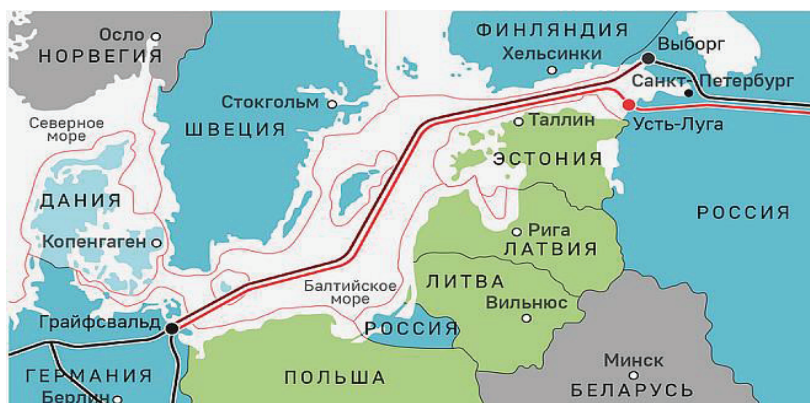 Осло
НОРВЕГИЯ
ФИНЛЯНДИЯ
Хельсинки
Выборг
Санкт-Петербург
Стокгольм
ШВЕЦИЯ
Северное
море
Таллин
Усть-Луга
ЭСТОНИЯ
ДАНИЯ
Копенгаген
РОССИЯ
Рига
ЛАТВИЯ
Балтийское
море
ЛИТВА
Вильнюс
Грайфсвальд
РОССИЯ
ГЕРМАНИЯ
Берлин
ПОЛЬША
Минск
БЕЛАРУСЬ